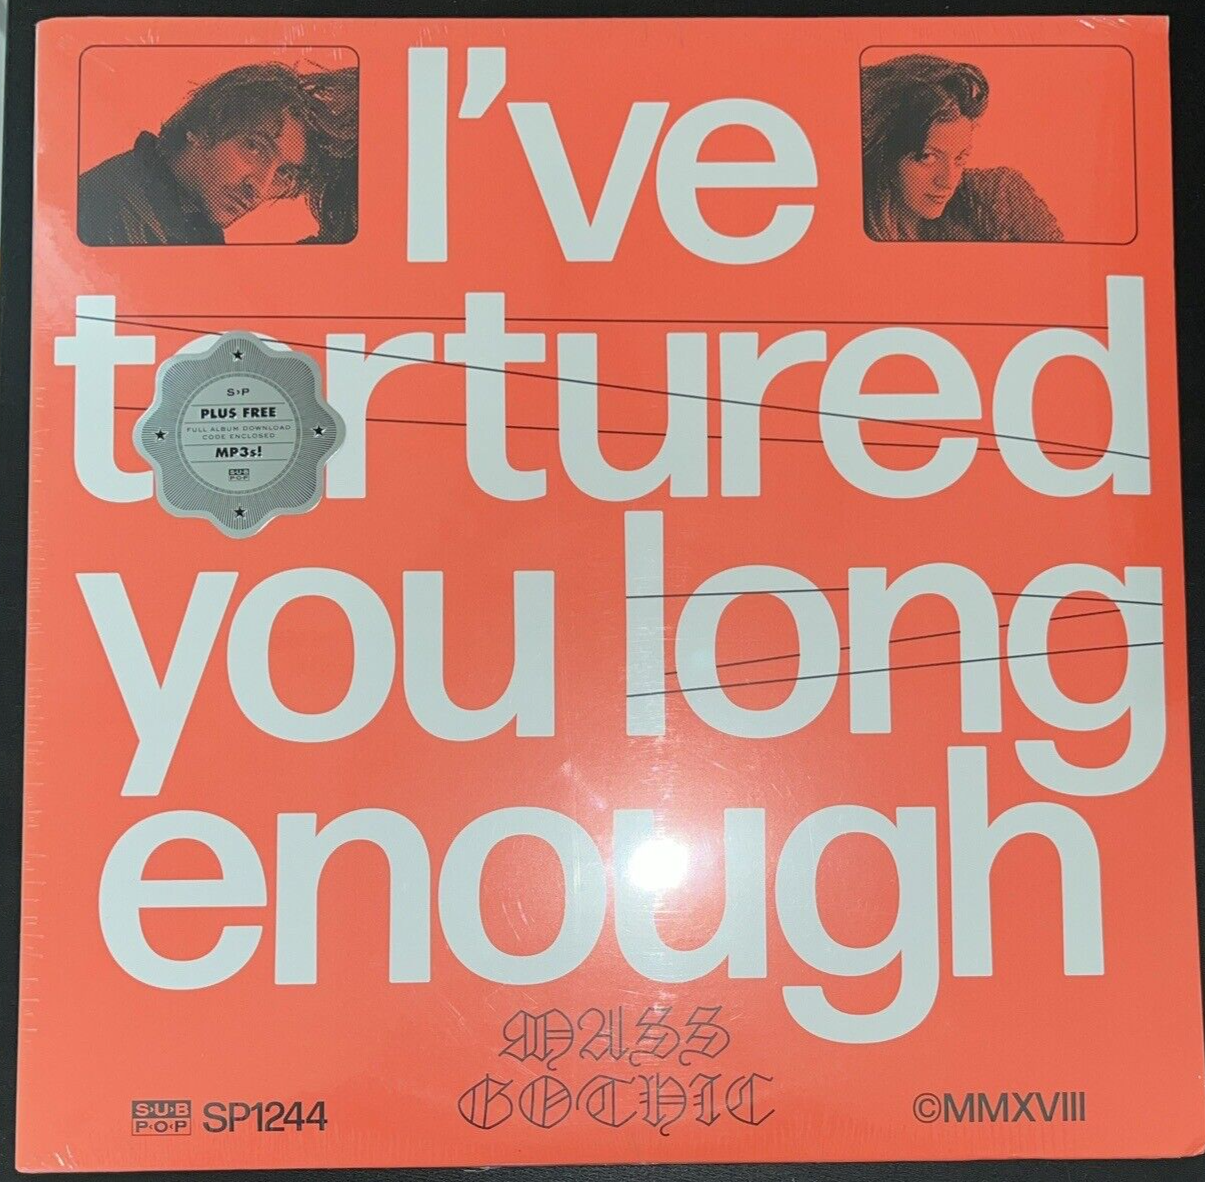 I've
tortured
you long
enough
S›P
PLUS FREE
FULL ALBUM DOWNLOAD
CODE ENCLOSED
MP3s!
SUB
POP
MASS
GOTHIC
SUB
POP
SP1244
©MMXVIII